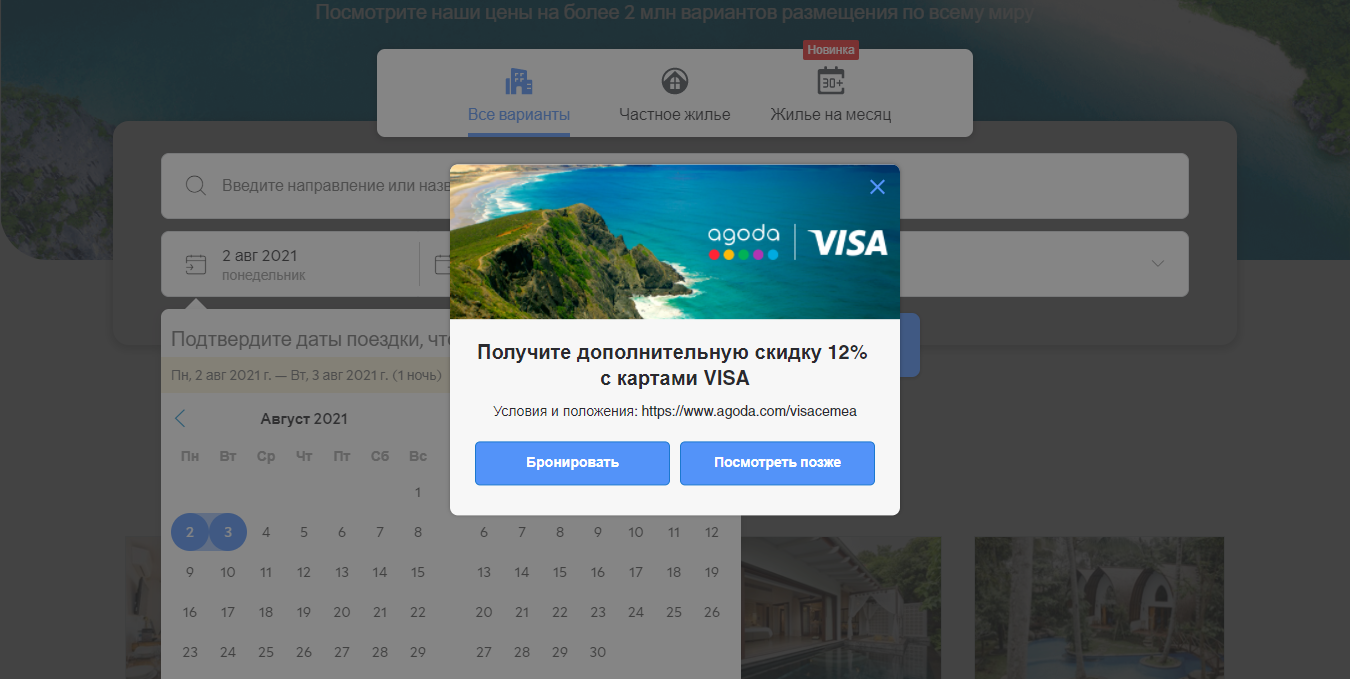 Посмотрите наши цены на более 2 млн вариантов размещения по всему миру
Новинка
30+
Все варианты
Частное жилье
Жилье на месяц
Введите направление или
2 авг 2021
понедельник
agoda
VISA
Подтвердите даты поездки,
Пн, 2 авг 2021 г. — Вт, 3 авг 2021 г. (1 ночь)
Получите дополнительную скидку 12%
с картами VISA
Условия и положения: https://www.agoda.com/visacemea
Бронировать
Посмотреть позже
Август 2021
Пн Вт Ср Чт Пт Сб Вс
1
2 3 4 5 6 7 8
9 10 11 12 13 14 15
16 17 18 19 20 21 22
23 24 25 26 27 28 29
6 7 8 9 10 11 12
13 14 15 16 17 18 19
20 21 22 23 24 25 26
27 28 29 30